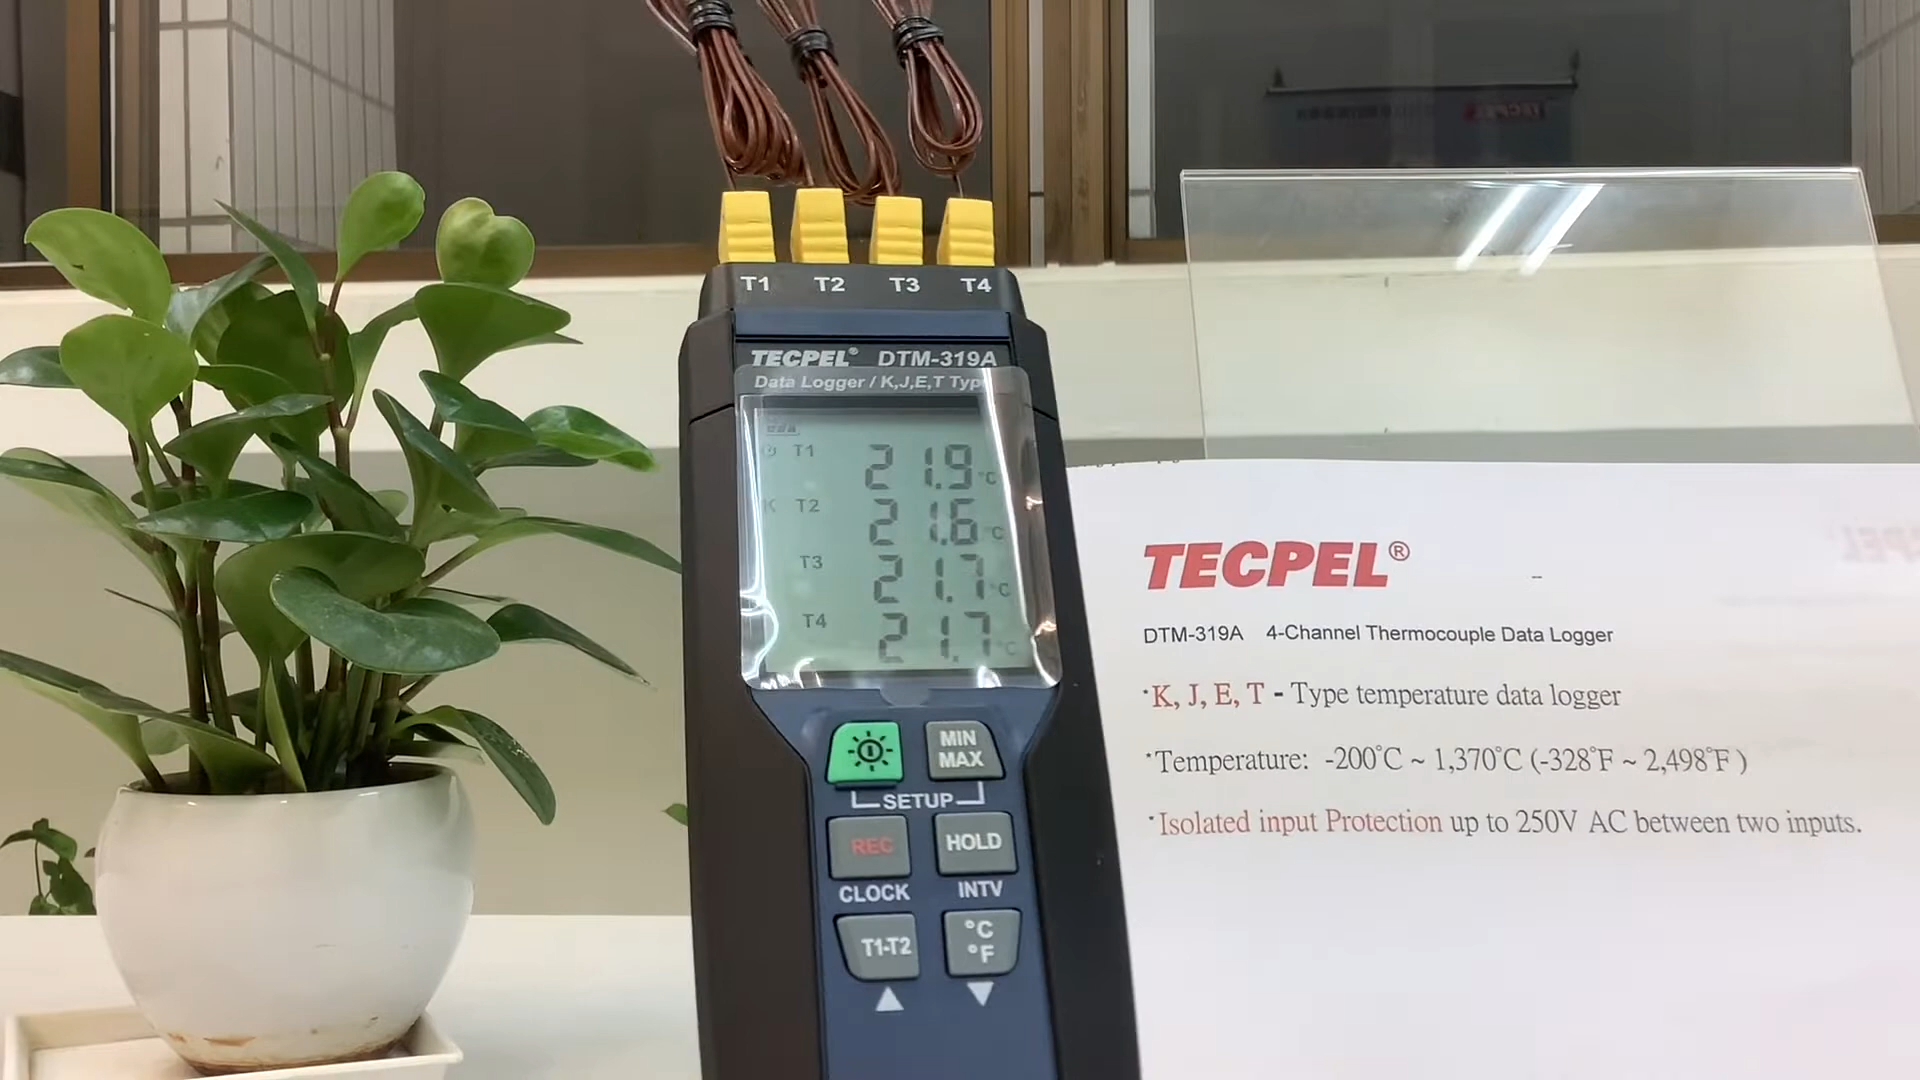 T1 T2 T3 T4
TECPEL® DTM-319A
Data Logger / K,J,E,T Typ
T1 21.9 °C
K T2 21.6 °C
T3 21.7 °C
T4 21.7 °C
MIN
MAX
SETUP
REC HOLD
CLOCK INTV
T1-T2 °C
°F
TECPEL
TECPEL®
DTM-319A 4-Channel Thermocouple Data Logger
·K, J, E, T - Type temperature data logger
·Temperature: -200°C ~ 1,370°C (-328°F ~ 2,498°F )
·Isolated input Protection up to 250V AC between two inputs.